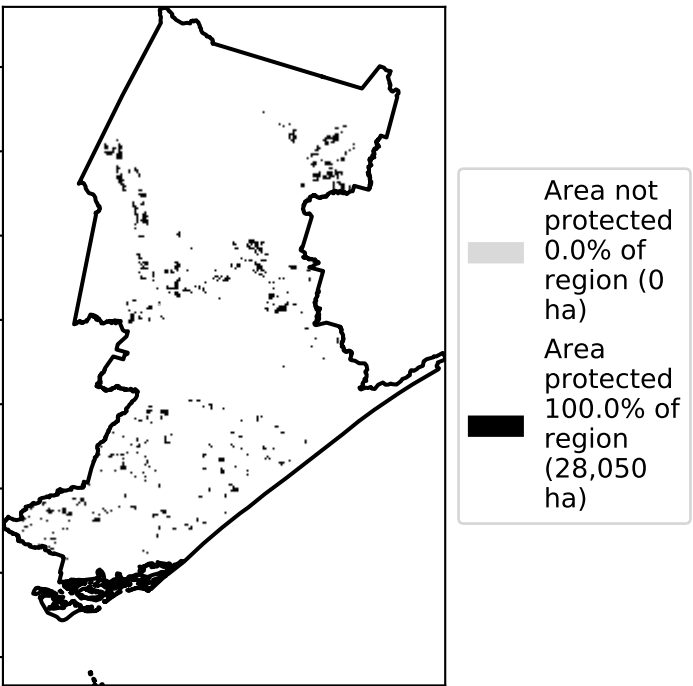 Area not
protected
0.0% of
region (0
ha)
Area
protected
100.0% of
region
(28,050
ha)